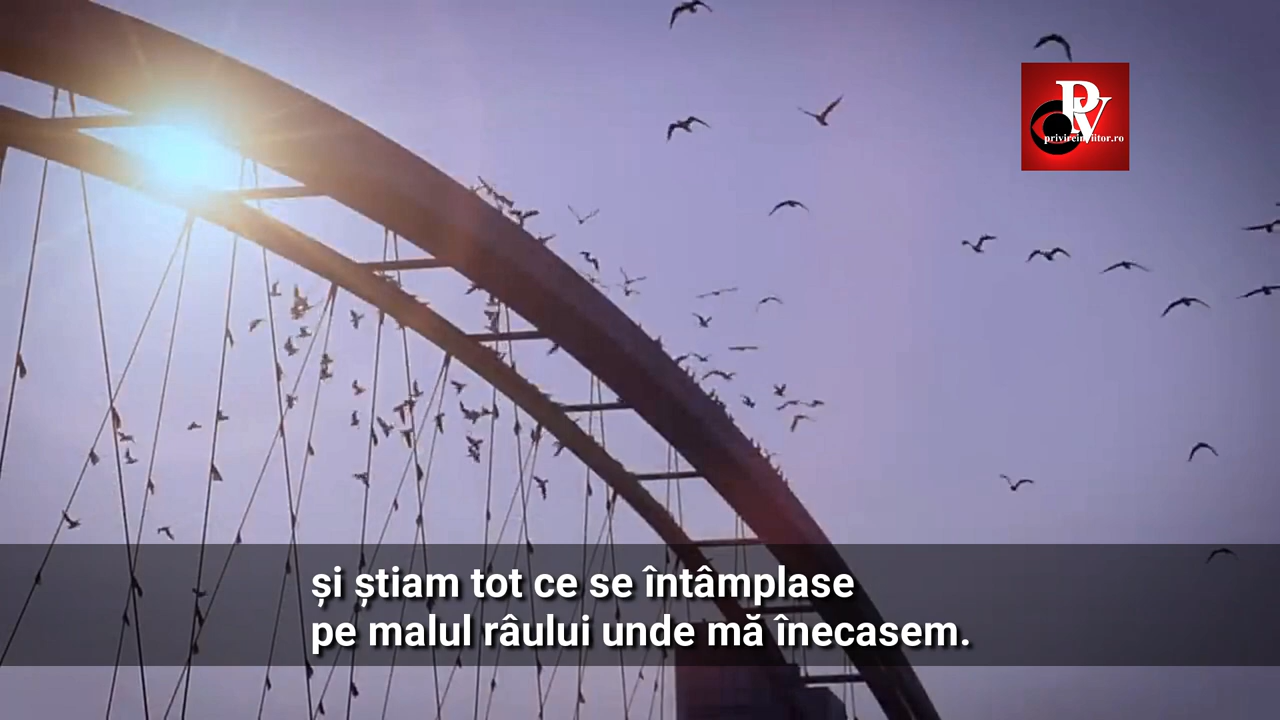 PV
privireinviitor.ro
și știam tot ce se întâmplase
pe malul râului unde mă înecasem.